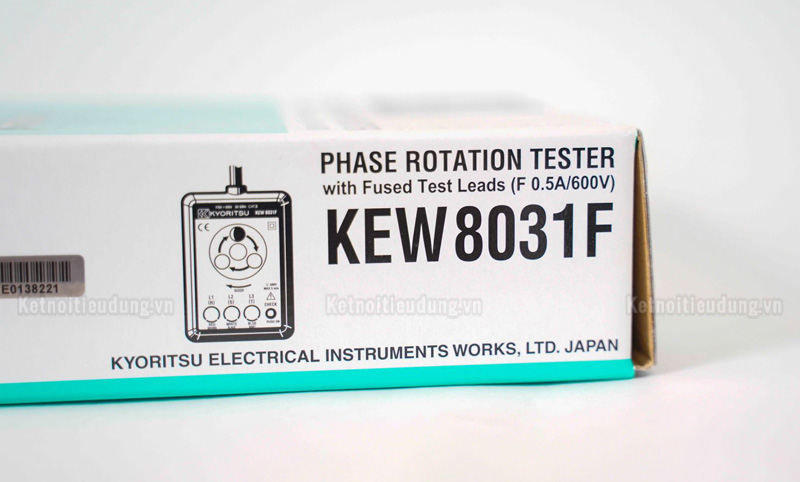 PHASE ROTATION TESTER
with Fused Test Leads (F 0.5A/600V)
KEW 8031F
KYORITSU
KEW 8031F
CE
L1 L2 L3
(R) (S) (T)
CHECK
E0138221
Ketnoitieudung.vn Ketnoitieudung.vn Ketnoitieudung.vn
KYORITSU ELECTRICAL INSTRUMENTS WORKS, LTD. JAPAN